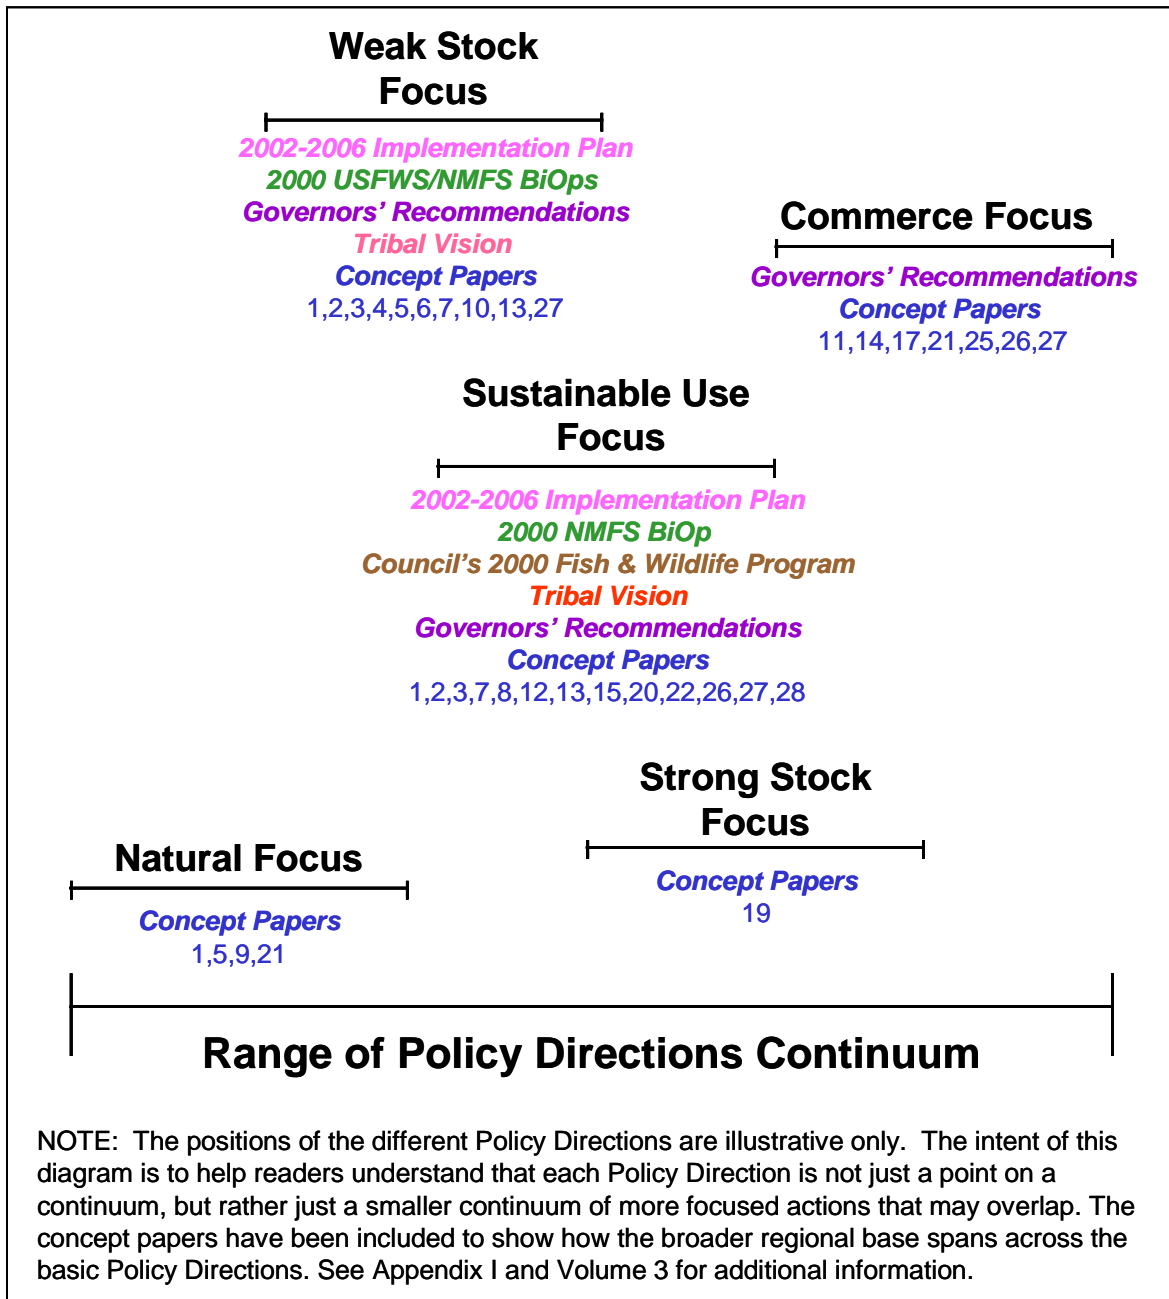 Weak Stock
Focus
2002-2006 Implementation Plan
2000 USFWS/NMFS BiOps
Governors’ Recommendations
Tribal Vision
Concept Papers
1,2,3,4,5,6,7,10,13,27
Commerce Focus
Governors’ Recommendations
Concept Papers
11,14,17,21,25,26,27
Sustainable Use
Focus
2002-2006 Implementation Plan
2000 NMFS BiOp
Council’s 2000 Fish & Wildlife Program
Tribal Vision
Governors’ Recommendations
Concept Papers
1,2,3,7,8,12,13,15,20,22,26,27,28
Strong Stock
Focus
Concept Papers
19
Natural Focus
Concept Papers
1,5,9,21
Range of Policy Directions Continuum
NOTE:  The positions of the different Policy Directions are illustrative only.  The intent of this
diagram is to help readers understand that each Policy Direction is not just a point on a
continuum, but rather just a smaller continuum of more focused actions that may overlap. The
concept papers have been included to show how the broader regional base spans across the
basic Policy Directions. See Appendix I and Volume 3 for additional information.